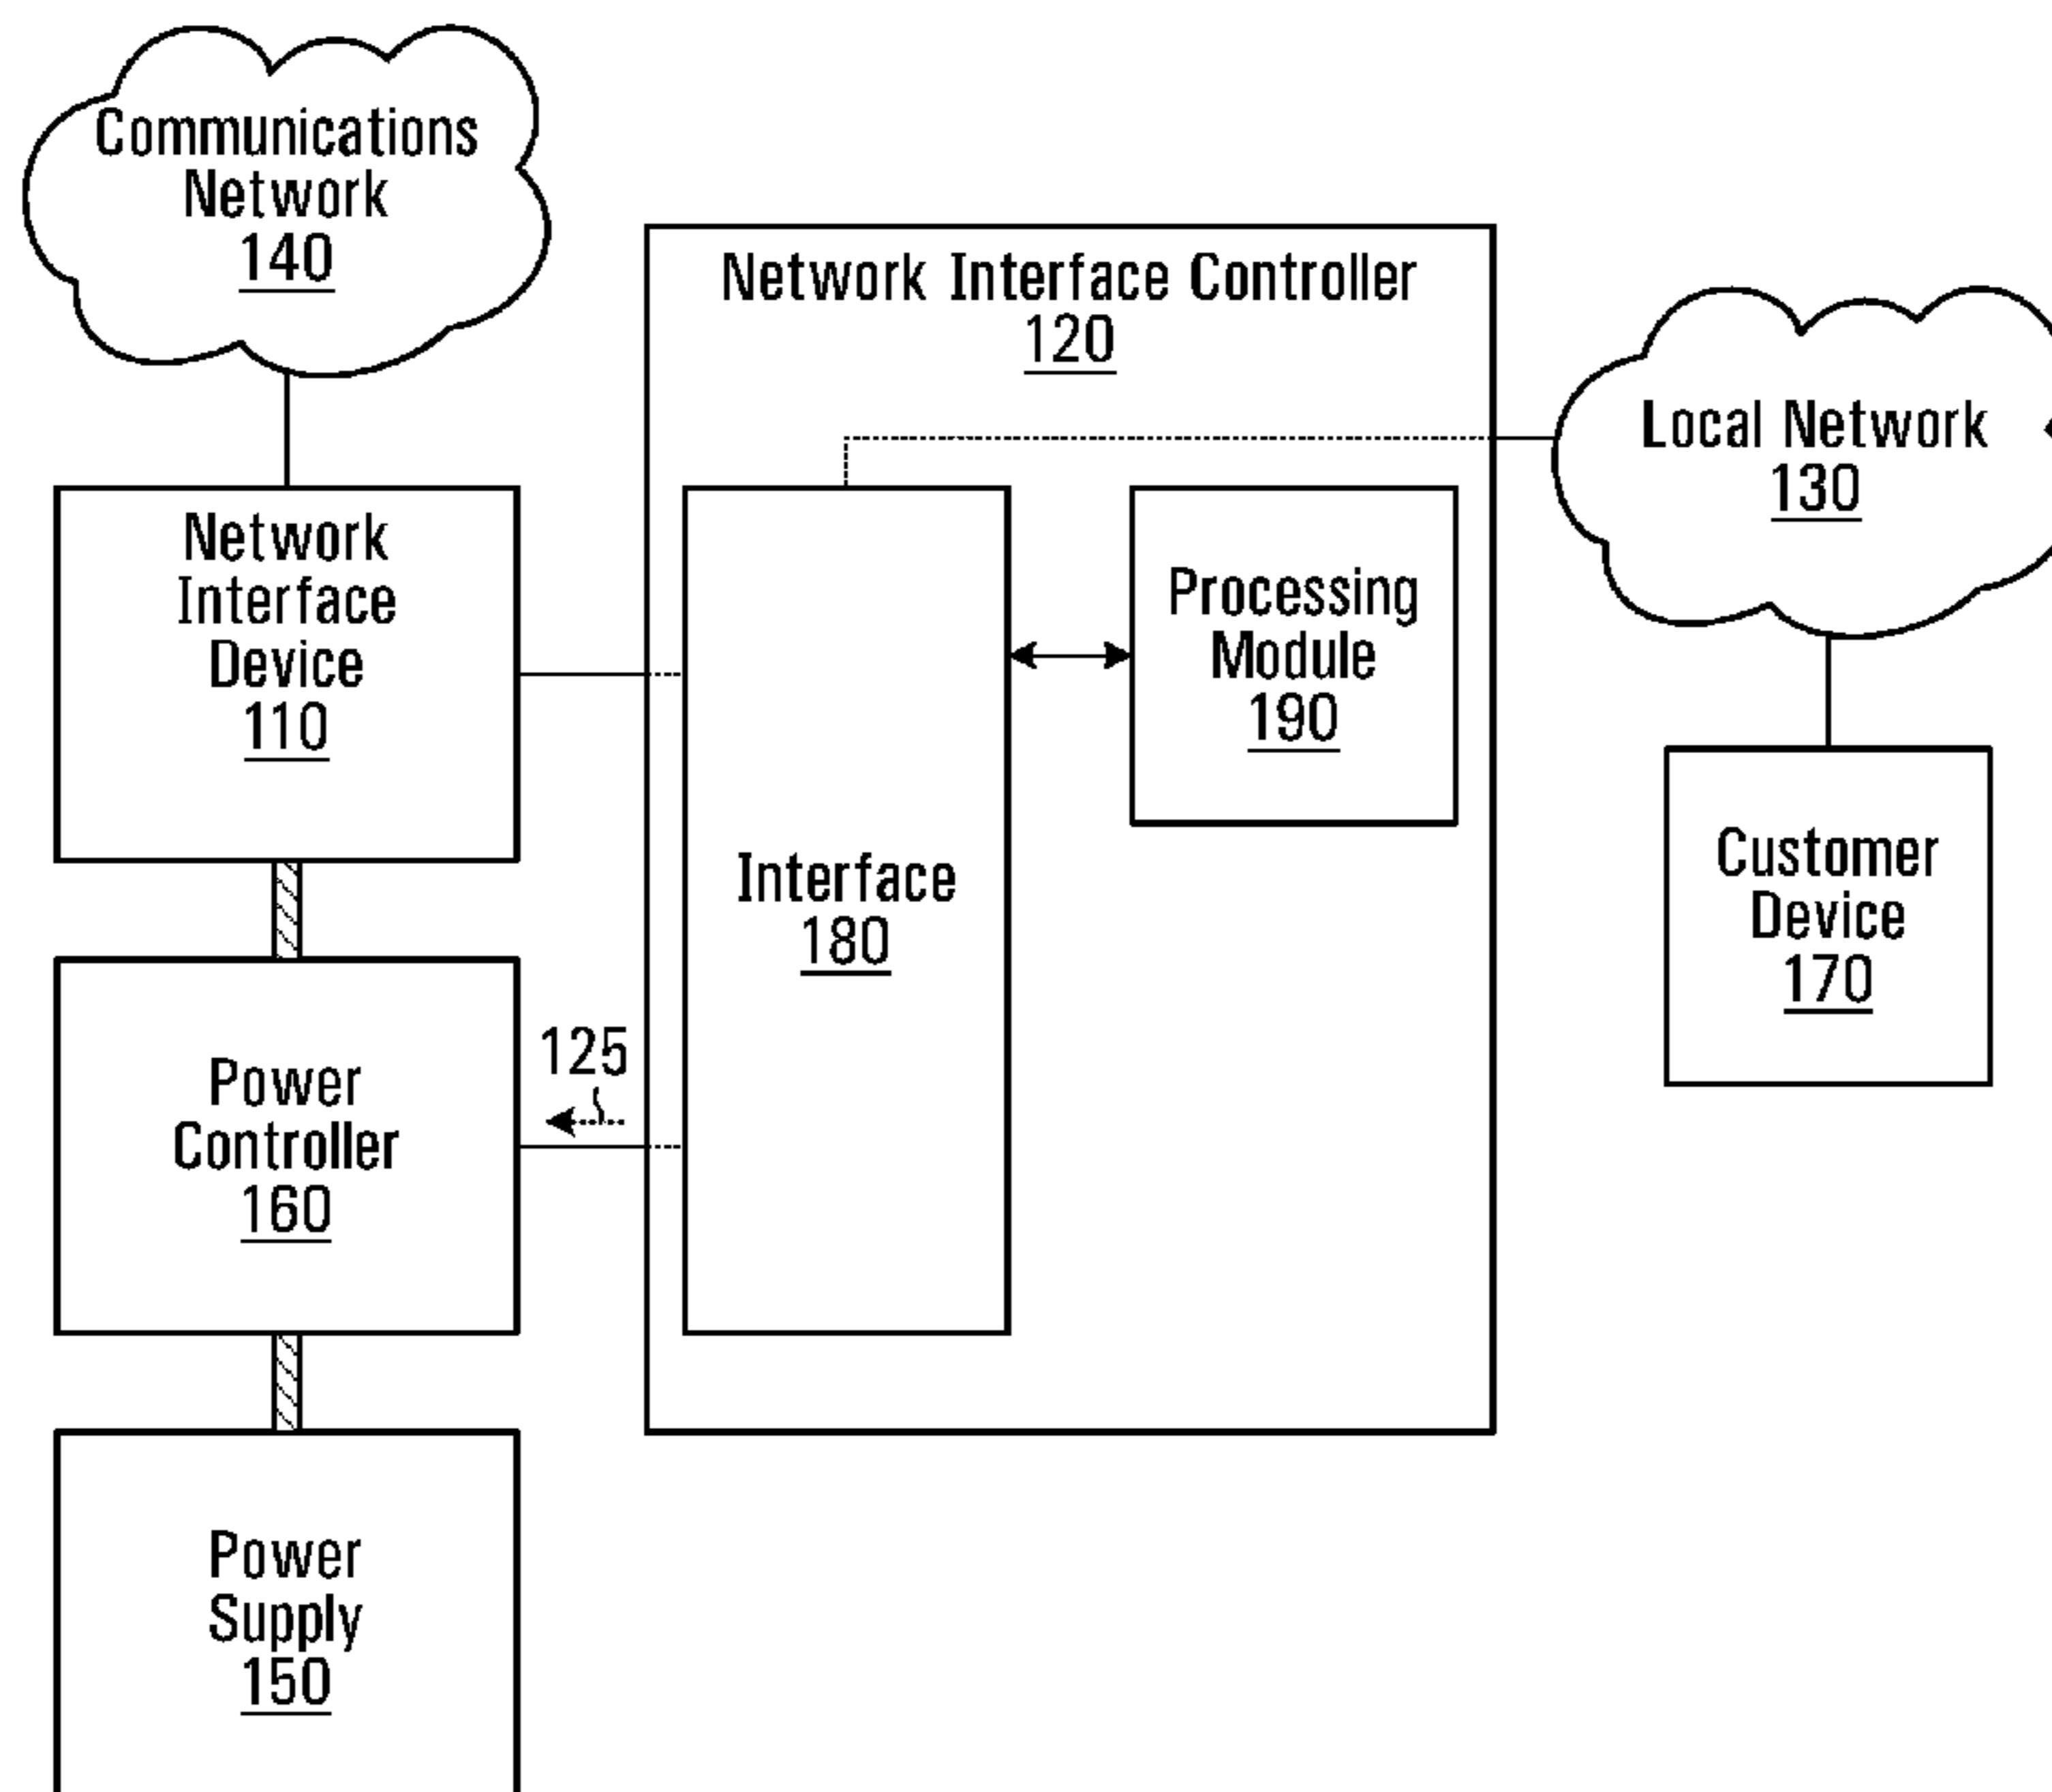 Communications
Network
140
Network Interface Controller
120
Local Network
130
Network
Interface
Device
110
Processing
Module
190
Interface
180
Customer
Device
170
125
Power
Controller
160
Power
Supply
150